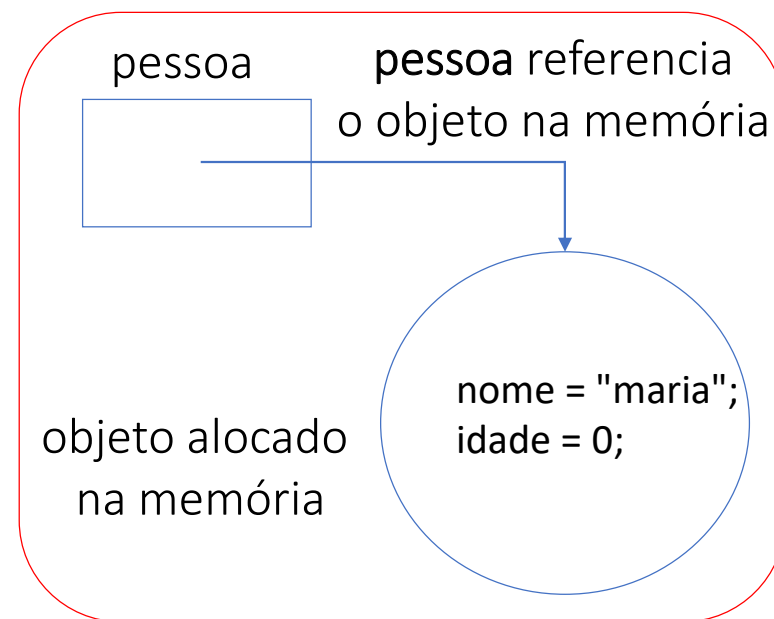 pessoa
pessoa referencia
o objeto na memória
nome = "maria";
idade = 0;
objeto alocado
na memória